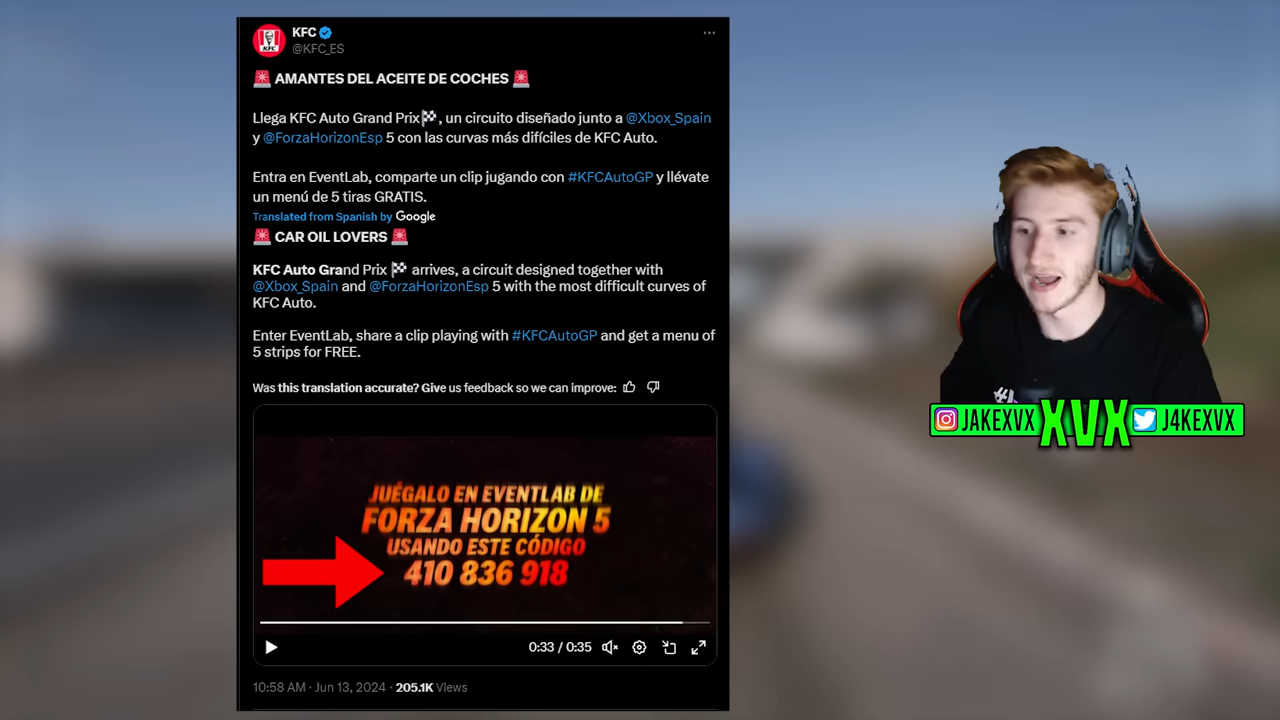 KFC
@KFC_ES
🚨 AMANTES DEL ACEITE DE COCHES 🚨
Llega KFC Auto Grand Prix🏁, un circuito diseñado junto a @Xbox_Spain
y @ForzaHorizonEsp 5 con las curvas más difíciles de KFC Auto.
Entra en EventLab, comparte un clip jugando con #KFCAutoGP y llévate
un menú de 5 tiras GRATIS.
Translated from Spanish by Google
🚨 CAR OIL LOVERS 🚨
KFC Auto Grand Prix 🏁 arrives, a circuit designed together with
@Xbox_Spain and @ForzaHorizonEsp 5 with the most difficult curves of
KFC Auto.
Enter EventLab, share a clip playing with #KFCAutoGP and get a menu of
5 strips for FREE.
Was this translation accurate? Give us feedback so we can improve:
JUÉGALO EN EVENTLAB DE
FORZA HORIZON 5
USANDO ESTE CÓDIGO
410 836 918
0:33 / 0:35
10:58 AM · Jun 13, 2024 · 205.1K Views
JAKEXVX XVX J4KEXVX